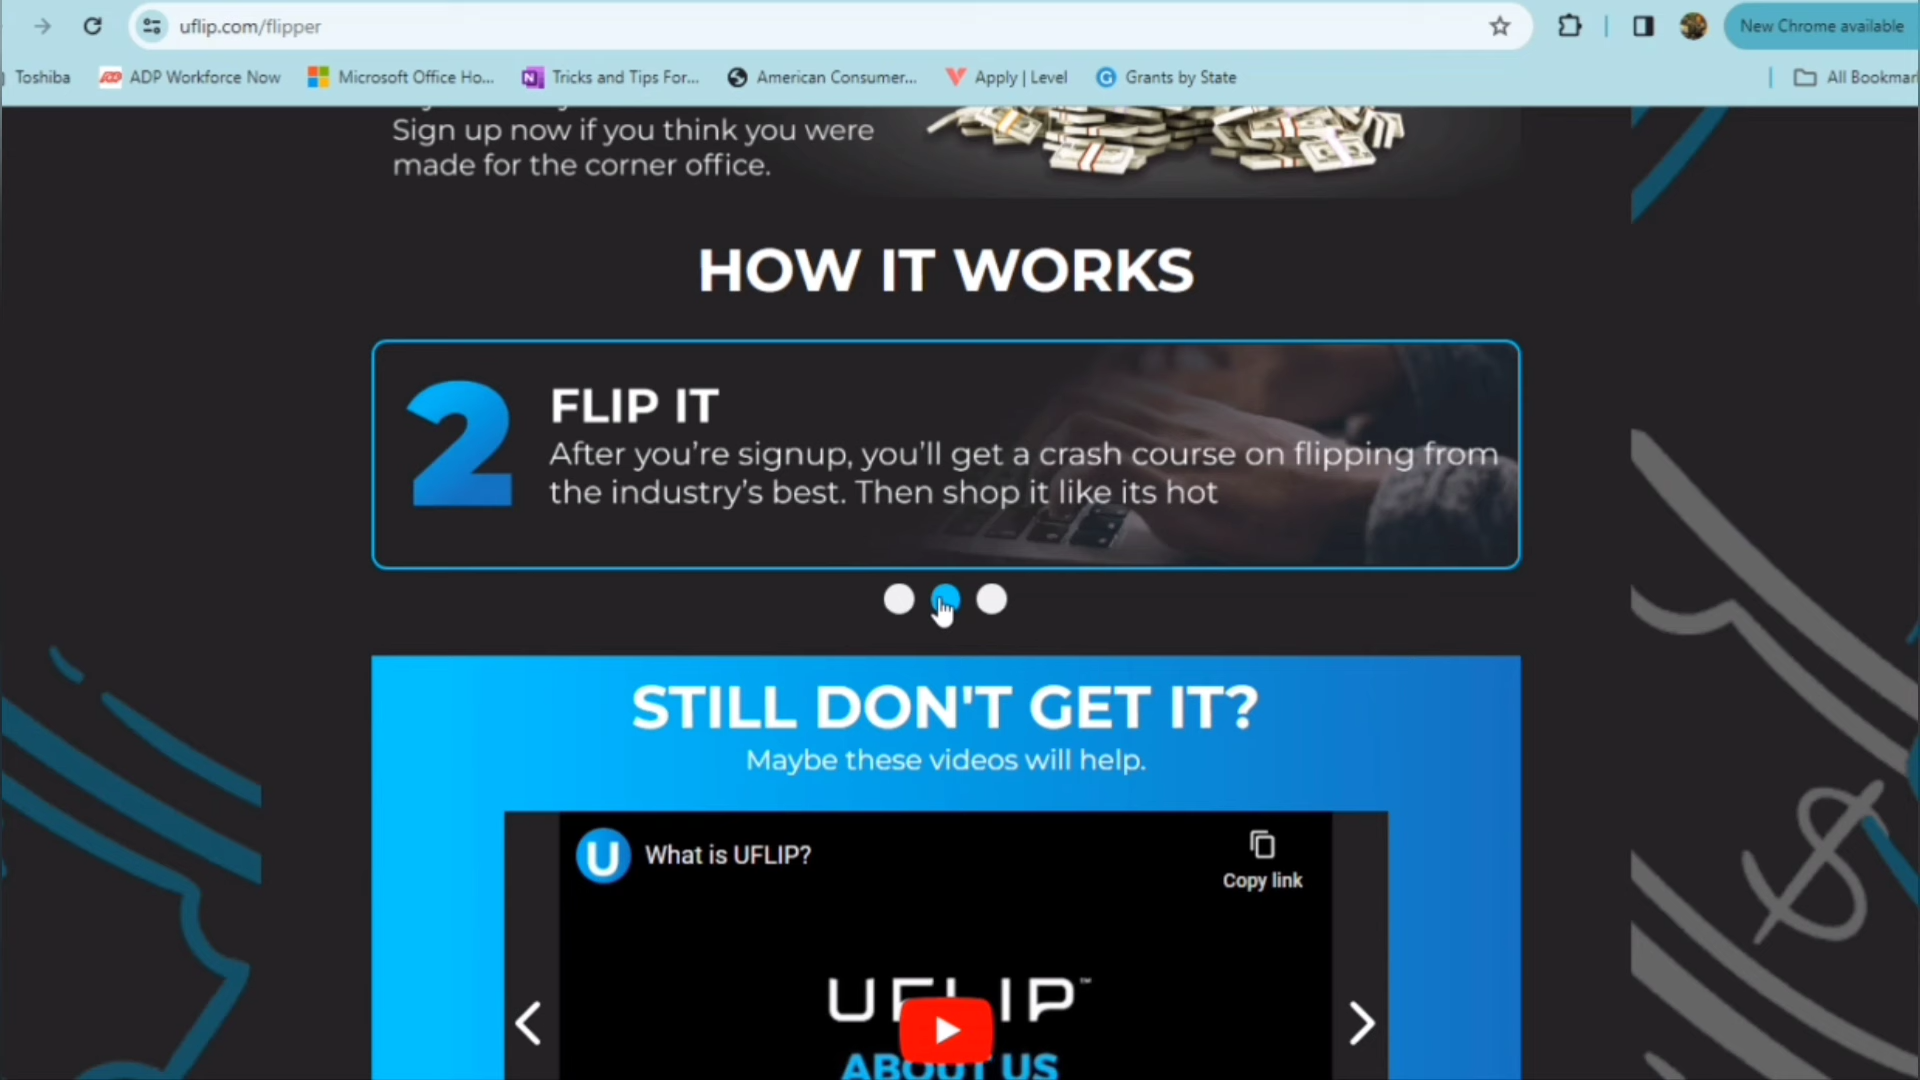 uflip.com/flipper
New Chrome available
Toshiba
ADP Workforce Now
Microsoft Office Ho...
Tricks and Tips For...
American Consumer...
Apply | Level
Grants by State
All Bookmar
Sign up now if you think you were
made for the corner office.
HOW IT WORKS
2
FLIP IT
After you're signup, you'll get a crash course on flipping from
the industry's best. Then shop it like its hot
STILL DON'T GET IT?
Maybe these videos will help.
U
What is UFLIP?
Copy link
UFLIP™
ABOUT US